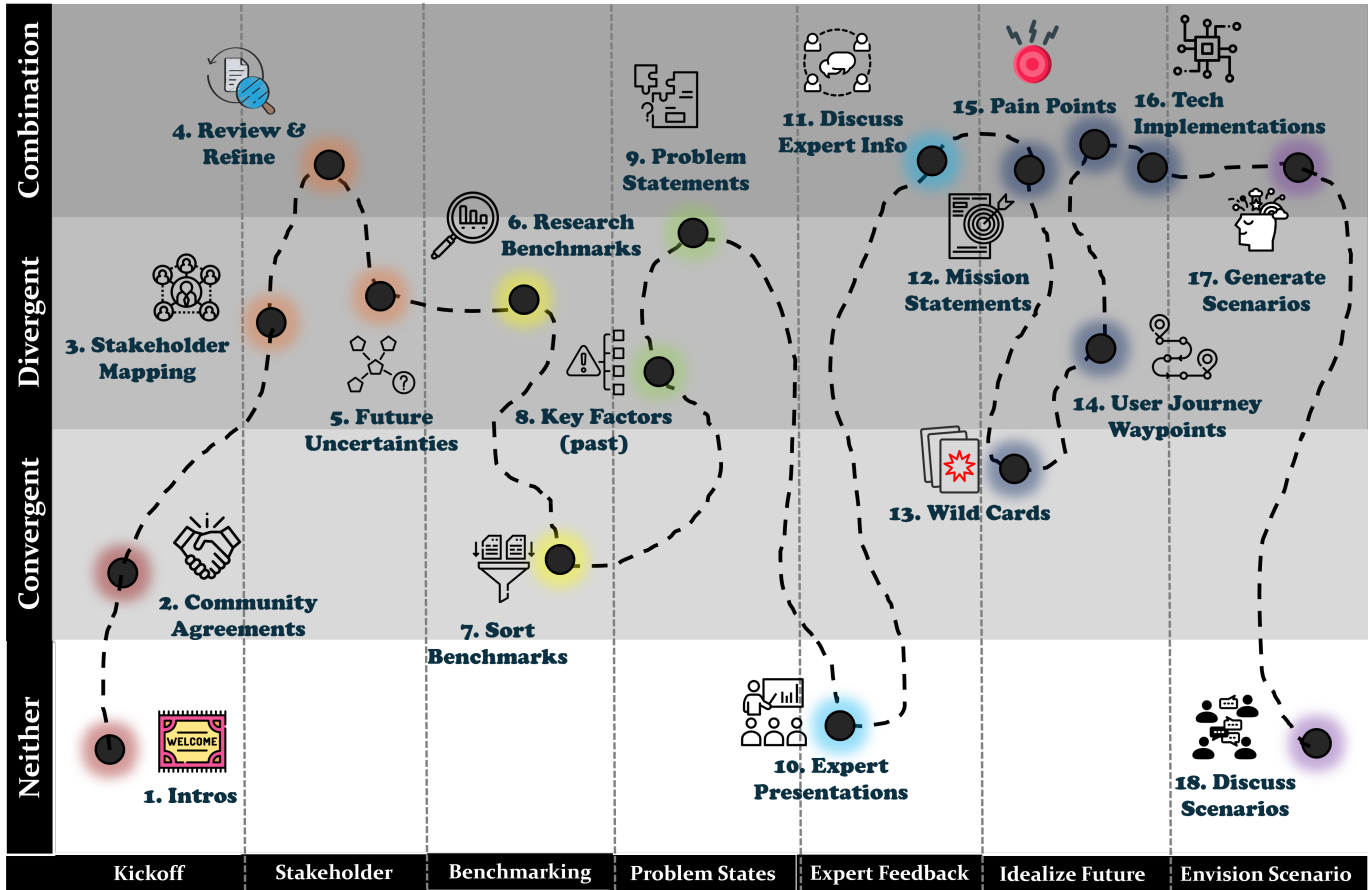 Combination
Divergent
Convergent
Neither
4. Review &
Refine
3. Stakeholder
Mapping
5. Future
Uncertainties
6. Research
Benchmarks
2. Community
Agreements
WELCOME
1. Intros
7. Sort
Benchmarks
8. Key Factors
(past)
9. Problem
Statements
?
?
10. Expert
Presentations
11. Discuss
Expert Info
12. Mission
Statements
13. Wild Cards
14. User Journey
Waypoints
15. Pain Points
16. Tech
Implementations
17. Generate
Scenarios
18. Discuss
Scenarios
Kickoff
Stakeholder
Benchmarking
Problem States
Expert Feedback
Idealize Future
Envision Scenario